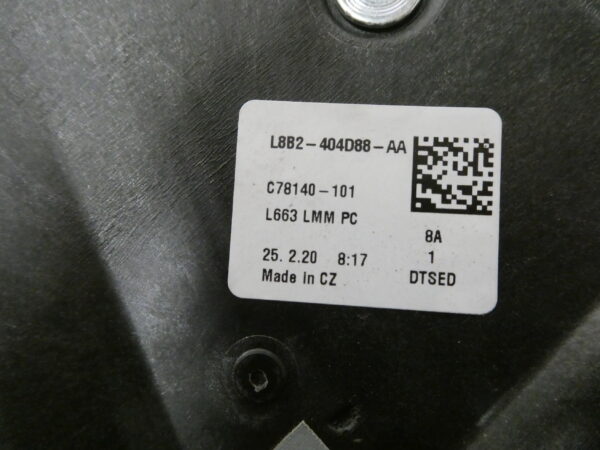 L8B2-404D88-AA
C78140-101
L663 LMM PC
8A
25. 2.20 8:17 1
Made in CZ DTSED